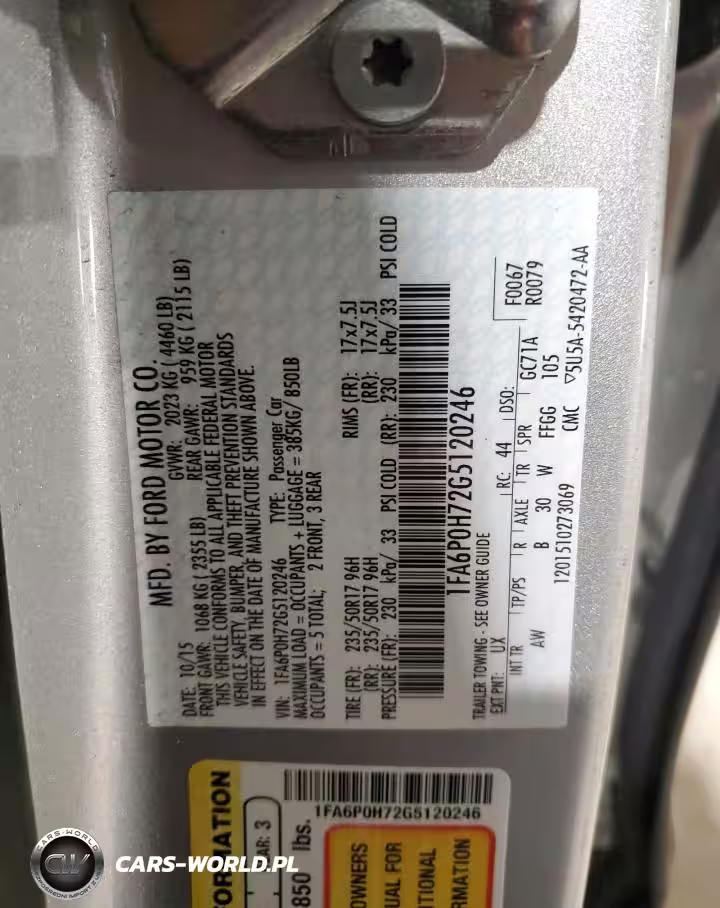 MFD. BY FORD MOTOR CO.
DATE: 10/15 GVWR: 2023 KG ( 4460 LB)
FRONT GAWR: 1068 KG ( 2355 LB) REAR GAWR: 959 KG ( 2115 LB)
THIS VEHICLE CONFORMS TO ALL APPLICABLE FEDERAL MOTOR
VEHICLE SAFETY, BUMPER, AND THEFT PREVENTION STANDARDS
IN EFFECT ON THE DATE OF MANUFACTURE SHOWN ABOVE.
VIN: 1FA6P0H72G5120246 TYPE: Passenger Car
MAXIMUM LOAD = OCCUPANTS + LUGGAGE = 385KG/ 850LB
OCCUPANTS = 5 TOTAL; 2 FRONT, 3 REAR
TIRE (FR): 235/50R17 96H RIMS (FR): 17x7.5J
(RR): 235/50R17 96H (RR): 17x7.5J
PRESSURE (FR): 230 kPa/ 33 PSI COLD (RR): 230 kPa/ 33 PSI COLD
1FA6P0H72G5120246
TRAILER TOWING - SEE OWNER GUIDE
EXT PNT: UX RC: 44 DSO: F0067
R0079
INT TR TP/PS R AXLE TR SPR GC71A
AW B 30 W FFGG 105
1201510273069 CMC ▽5U5A-5420472-AA
1FA6P0H72G5120246
ORMATION
AR: 3
850 lbs.
OWNERS
UAL FOR
ITIONAL
RMATION
CARS-WORLD
CW
CARS-WORLD.PL